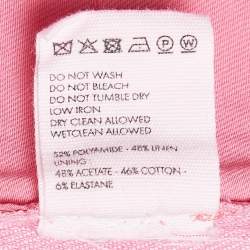 P W
DO NOT WASH
DO NOT BLEACH
DO NOT TUMBLE DRY
LOW IRON
DRY CLEAN ALLOWED
WETCLEAN ALLOWED
52% POLYAMIDE - 48% LINEN
LINING :
48% ACETATE - 46% COTTON -
6% ELASTANE